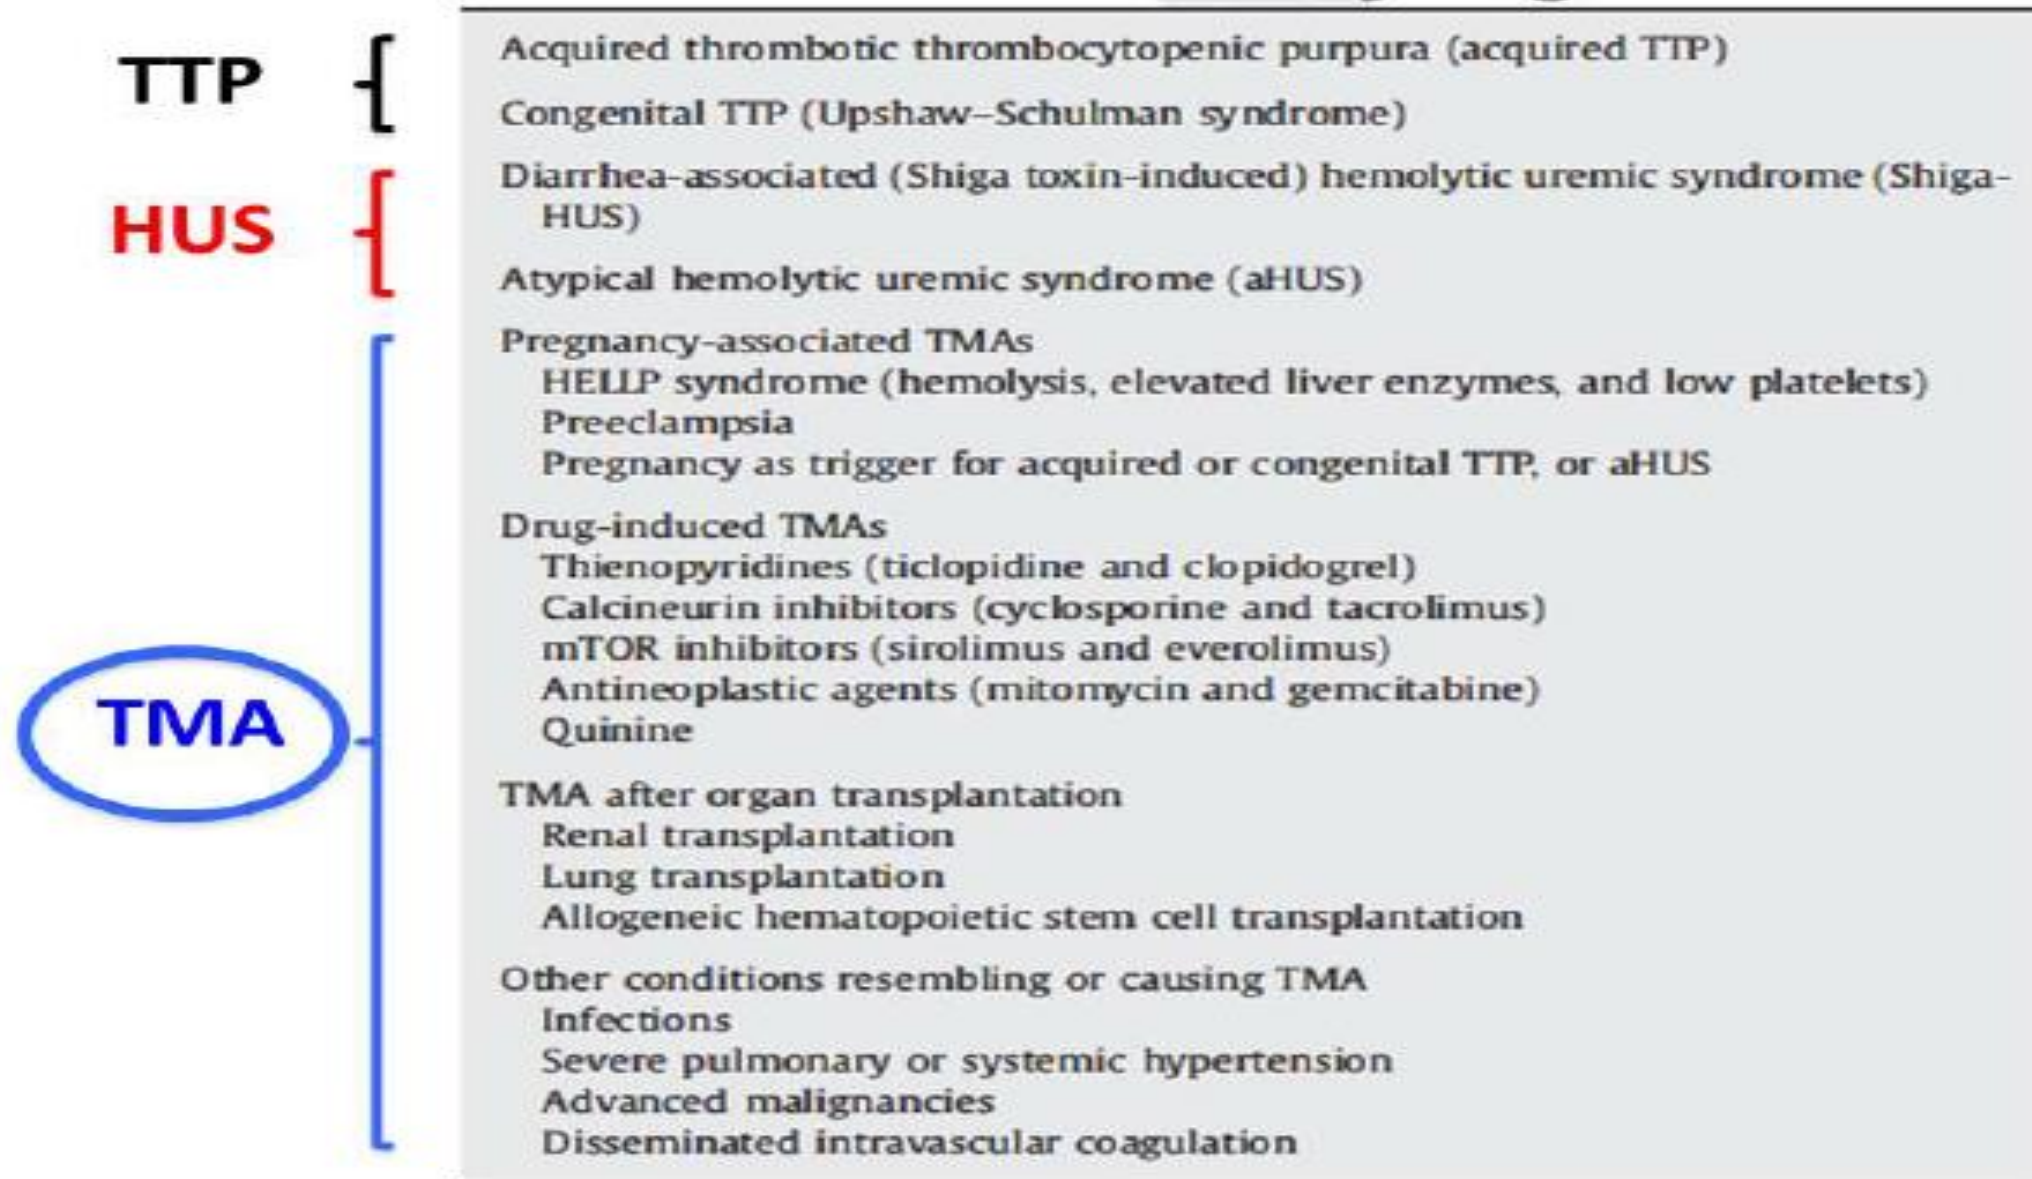 TTP
Acquired thrombotic thrombocytopenic purpura (acquired TTP)
Congenital TTP (Upshaw–Schulman syndrome)
HUS
Diarrhea-associated (Shiga toxin-induced) hemolytic uremic syndrome (Shiga-
HUS)
Atypical hemolytic uremic syndrome (aHUS)
TMA
Pregnancy-associated TMAs
HELLP syndrome (hemolysis, elevated liver enzymes, and low platelets)
Preeclampsia
Pregnancy as trigger for acquired or congenital TTP, or aHUS
Drug-induced TMAs
Thienopyridines (ticlopidine and clopidogrel)
Calcineurin inhibitors (cyclosporine and tacrolimus)
mTOR inhibitors (sirolimus and everolimus)
Antineoplastic agents (mitomycin and gemcitabine)
Quinine
TMA after organ transplantation
Renal transplantation
Lung transplantation
Allogeneic hematopoietic stem cell transplantation
Other conditions resembling or causing TMA
Infections
Severe pulmonary or systemic hypertension
Advanced malignancies
Disseminated intravascular coagulation